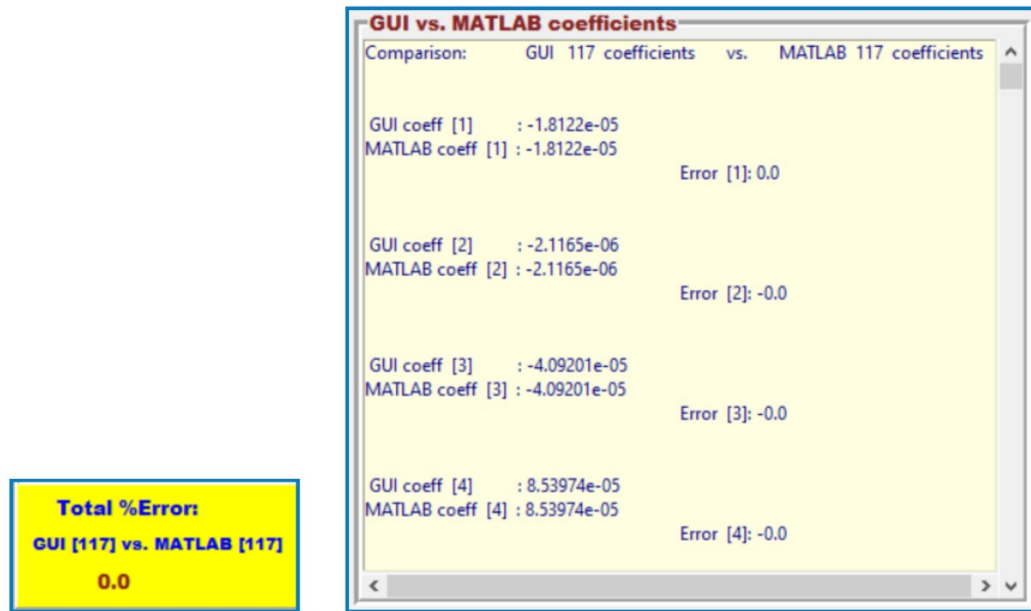 GUI vs. MATLAB coefficients
Comparison: GUI 117 coefficients vs. MATLAB 117 coefficients
GUI coeff [1] : -1.8122e-05
MATLAB coeff [1] : -1.8122e-05
Error [1]: 0.0
GUI coeff [2] : -2.1165e-06
MATLAB coeff [2] : -2.1165e-06
Error [2]: -0.0
GUI coeff [3] : -4.09201e-05
MATLAB coeff [3] : -4.09201e-05
Error [3]: -0.0
GUI coeff [4] : 8.53974e-05
MATLAB coeff [4] : 8.53974e-05
Error [4]: -0.0
Total %Error:
GUI [117] vs. MATLAB [117]
0.0